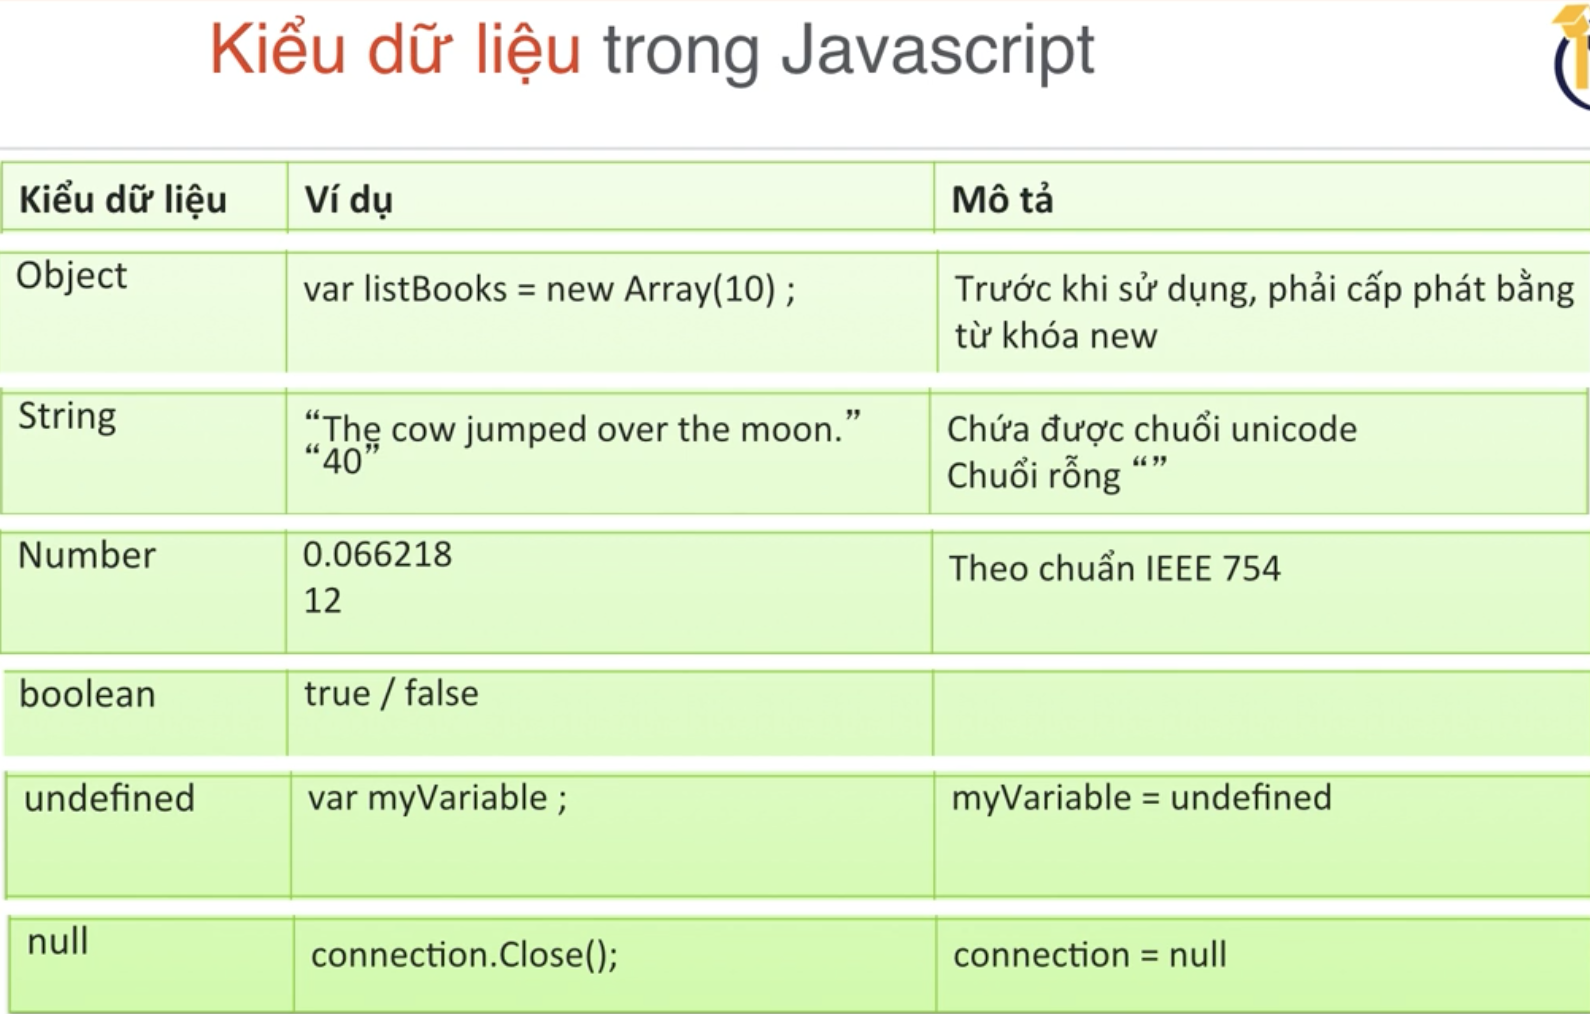 Kiểu dữ liệu trong Javascript
Kiểu dữ liệu Ví dụ Mô tả
Object var listBooks = new Array(10) ; Trước khi sử dụng, phải cấp phát bằng
từ khóa new
String “The cow jumped over the moon.” Chứa được chuỗi unicode
“40” Chuỗi rỗng “”
Number 0.066218 Theo chuẩn IEEE 754
12
boolean true / false
undefined var myVariable ; myVariable = undefined
null connection.Close(); connection = null